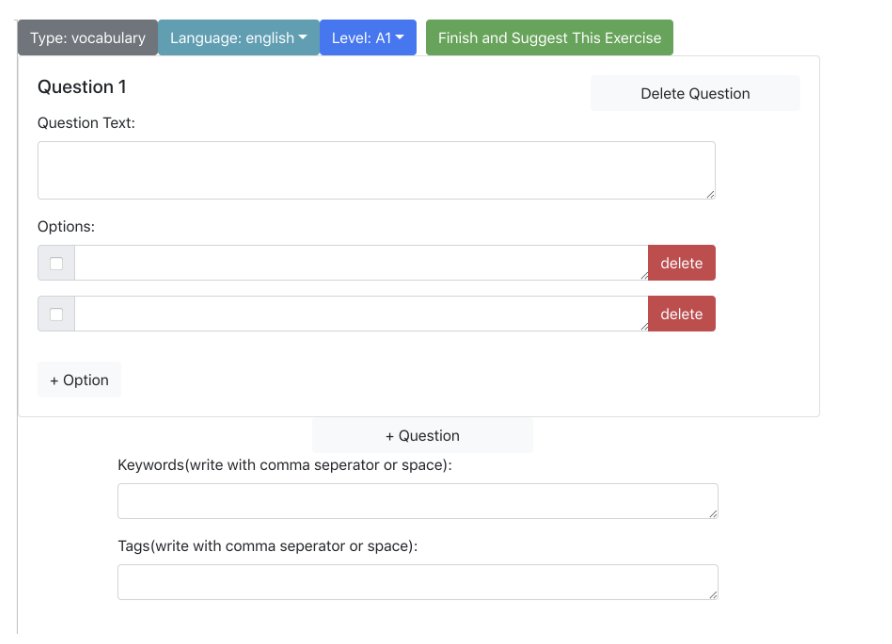 Type: vocabulary Language: english Level: A1 Finish and Suggest This Exercise
Question 1
Delete Question
Question Text:
Options:
delete
delete
+ Option
+ Question
Keywords(write with comma seperator or space):
Tags(write with comma seperator or space):